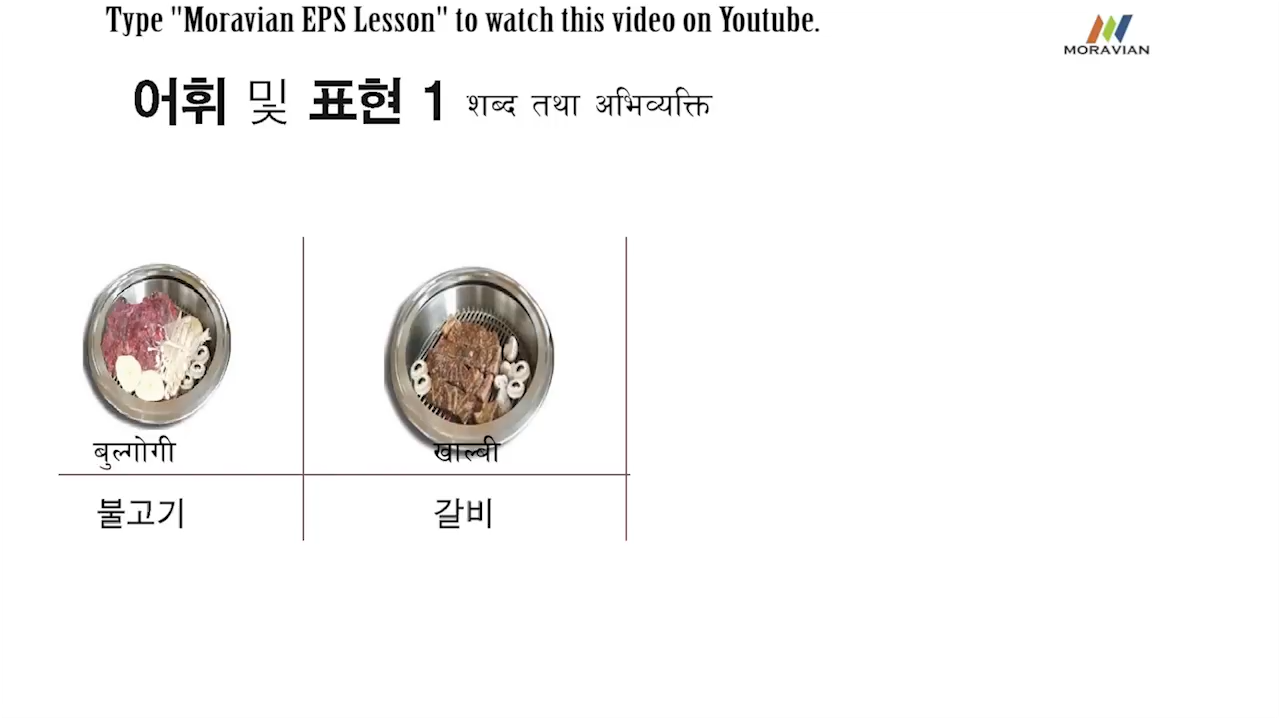 Type "Moravian EPS Lesson" to watch this video on Youtube.
MORAVIAN
어휘 및 표현 1 शब्द तथा अभिव्यक्ति
बुल्गोगी खाल्बी
불고기 갈비